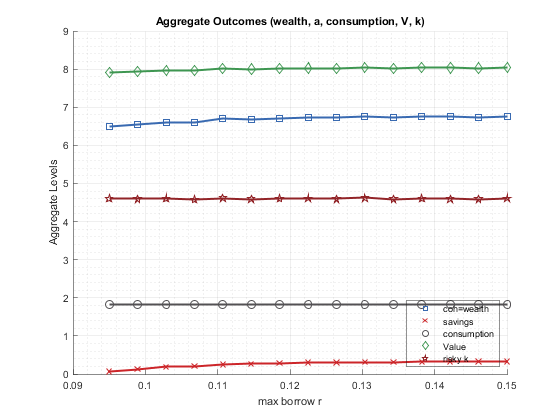 Aggregate Outcomes (wealth, a, consumption, V, k)
9
8
7
6
5
4
3
2
1
0
Aggregate Levels
0.09
0.1
0.11
0.12
0.13
0.14
0.15
max borrow r
coh=wealth
savings
consumption
Value
risky k